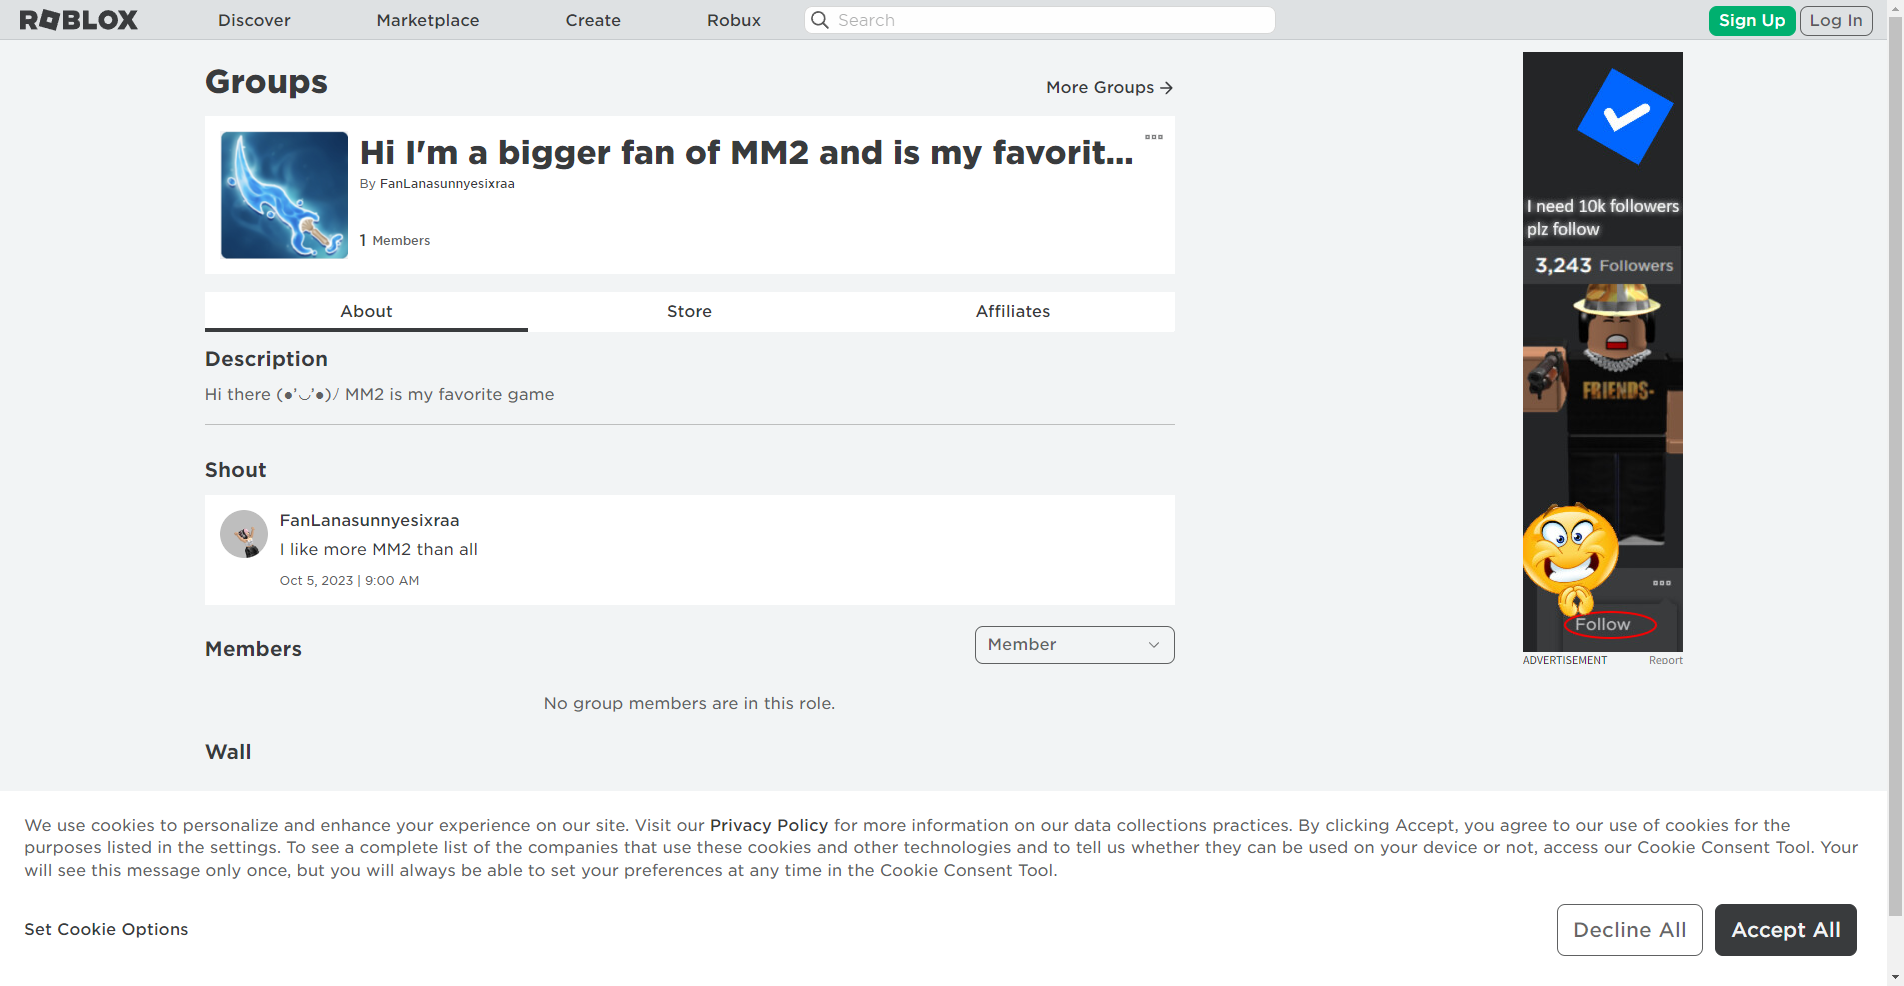 ROBLOX
Discover
Marketplace
Create
Robux
Search
Sign Up
Log In
Groups
More Groups →
Hi I'm a bigger fan of MM2 and is my favorit...
By FanLanasunnyesixraa
1 Members
About
Store
Affiliates
Description
Hi there (●'◡'●)ﾉ MM2 is my favorite game
Shout
FanLanasunnyesixraa
I like more MM2 than all
Oct 5, 2023 | 9:00 AM
Members
Member
No group members are in this role.
Wall
I need 10k followers
plz follow
3,243 Followers
FRIENDS-
Follow
ADVERTISEMENT
Report
We use cookies to personalize and enhance your experience on our site. Visit our Privacy Policy for more information on our data collections practices. By clicking Accept, you agree to our use of cookies for the
purposes listed in the settings. To see a complete list of the companies that use these cookies and other technologies and to tell us whether they can be used on your device or not, access our Cookie Consent Tool. Your
will see this message only once, but you will always be able to set your preferences at any time in the Cookie Consent Tool.
Set Cookie Options
Decline All
Accept All